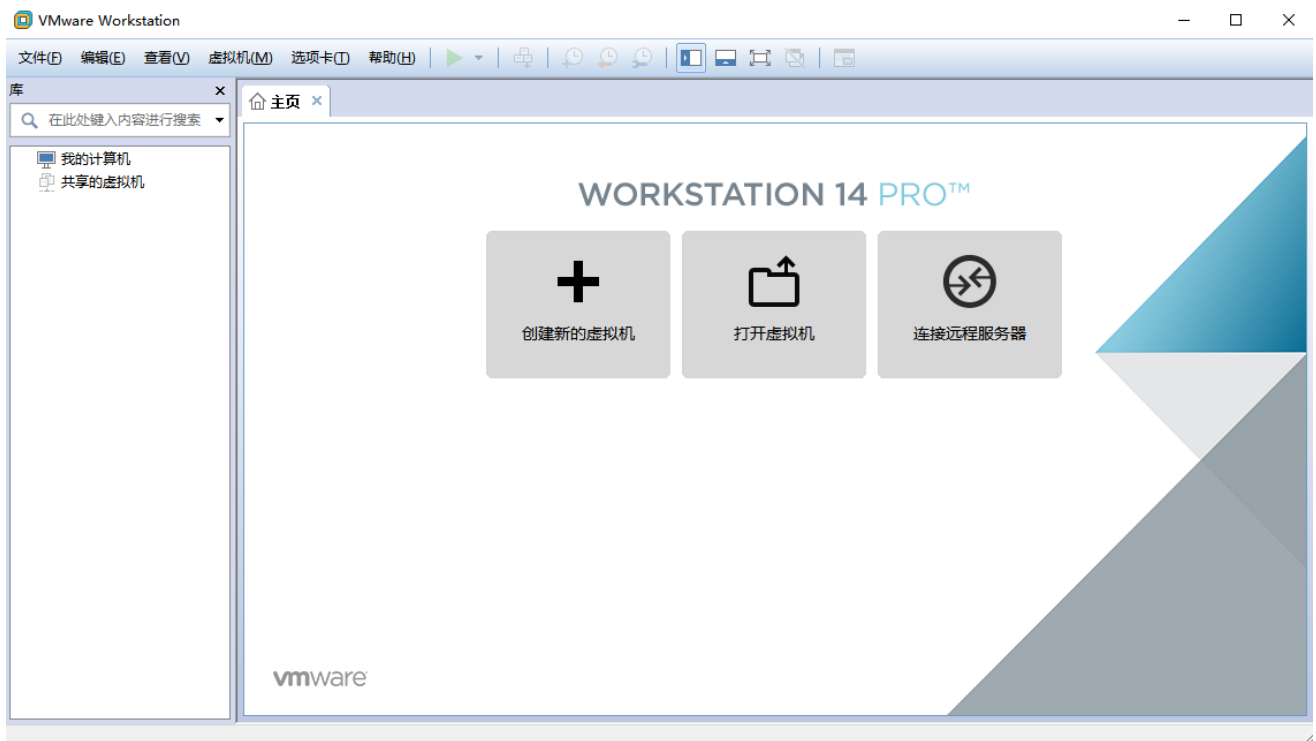 VMware Workstation
文件(F) 编辑(E) 查看(V) 虚拟机(M) 选项卡(T) 帮助(H)
库
在此处键入内容进行搜索
我的计算机
共享的虚拟机
主页
WORKSTATION 14 PRO™
创建新的虚拟机
打开虚拟机
连接远程服务器
vmware